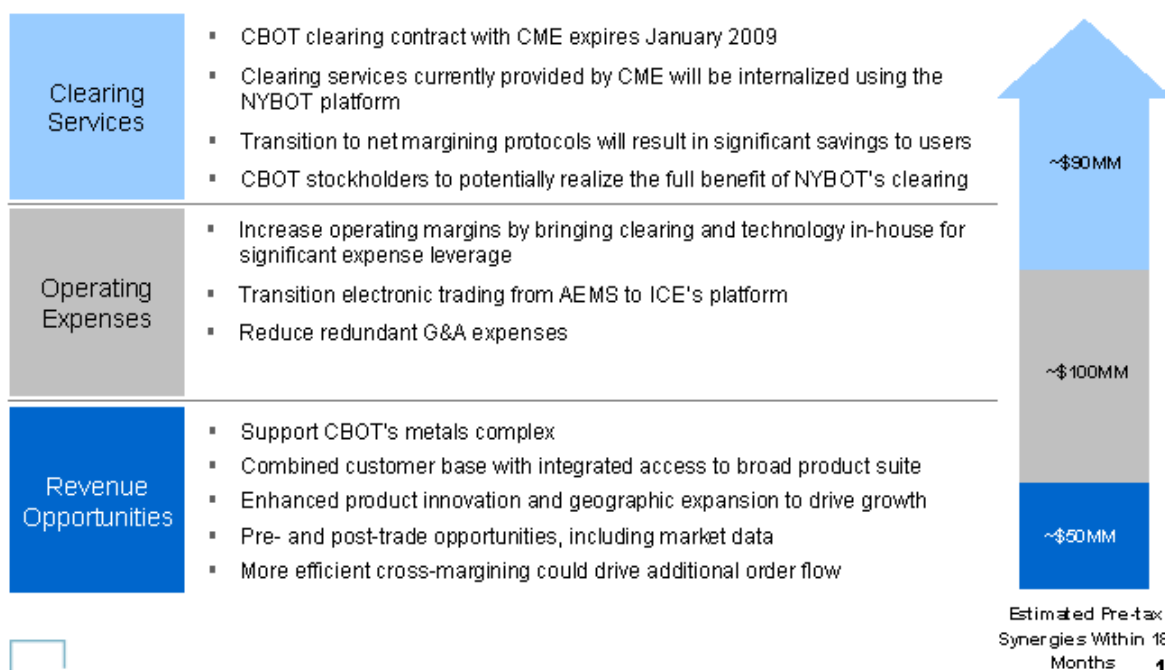 Clearing
Services
▪ CBOT clearing contract with CME expires January 2009
▪ Clearing services currently provided by CME will be internalized using the
NYBOT platform
▪ Transition to net margining protocols will result in significant savings to users
▪ CBOT stockholders to potentially realize the full benefit of NYBOT's clearing
~$90MM
Operating
Expenses
▪ Increase operating margins by bringing clearing and technology in-house for
significant expense leverage
▪ Transition electronic trading from AEMS to ICE's platform
▪ Reduce redundant G&A expenses
~$100MM
Revenue
Opportunities
▪ Support CBOT's metals complex
▪ Combined customer base with integrated access to broad product suite
▪ Enhanced product innovation and geographic expansion to drive growth
▪ Pre- and post-trade opportunities, including market data
▪ More efficient cross-margining could drive additional order flow
~$50MM
Estimated Pre-tax
Synergies Within 18
Months